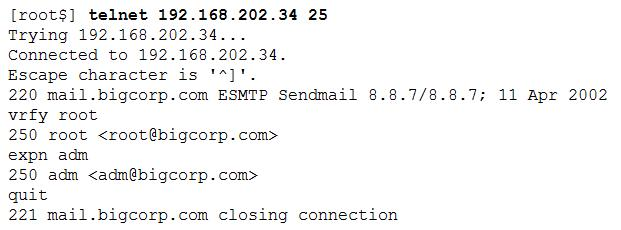 [root$] telnet 192.168.202.34 25
Trying 192.168.202.34...
Connected to 192.168.202.34.
Escape character is '^]'.
220 mail.bigcorp.com ESMTP Sendmail 8.8.7/8.8.7; 11 Apr 2002
vrfy root
250 root <root@bigcorp.com>
expn adm
250 adm <adm@bigcorp.com>
quit
221 mail.bigcorp.com closing connection